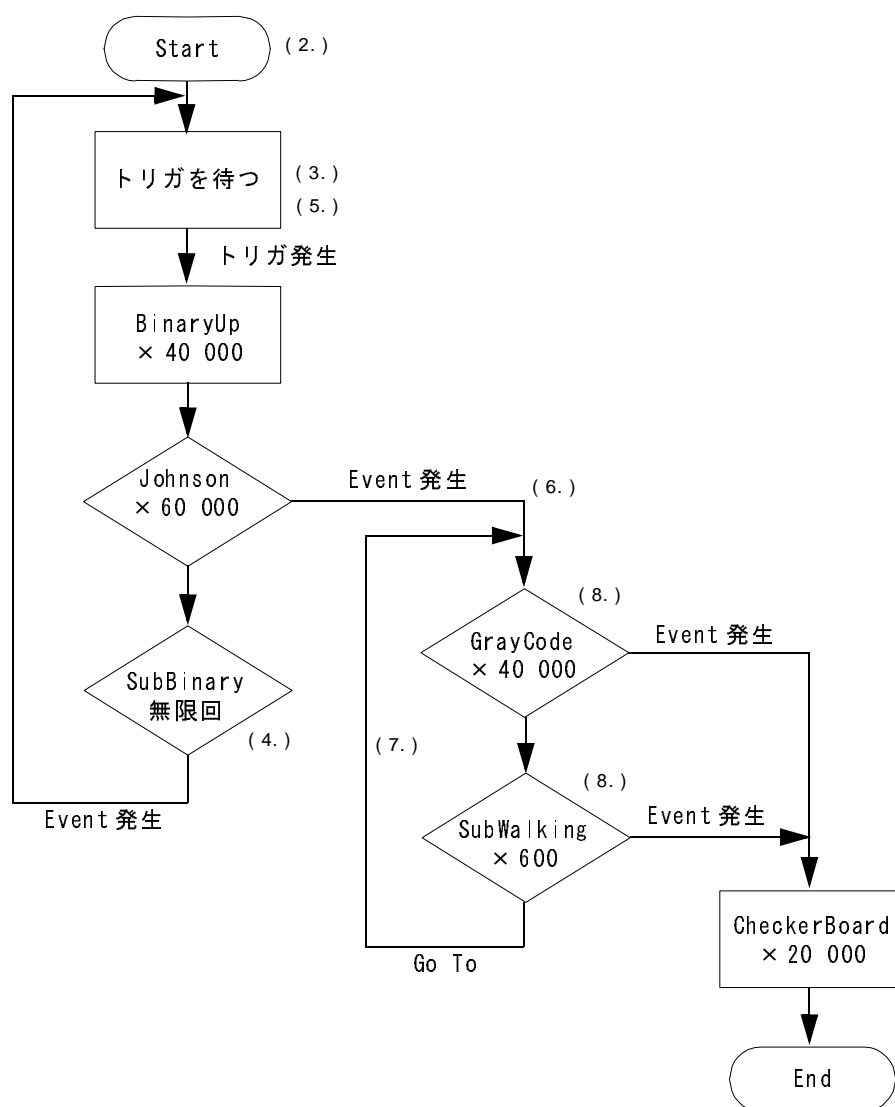 Start
( 2. )
トリガを待つ
( 3. )
( 5. )
トリガ発生
BinaryUp
× 40 000
Johnson
× 60 000
Event 発生
( 6. )
SubBinary
無限回
( 4. )
Event 発生
( 8. )
GrayCode
× 40 000
Event 発生
( 7. )
( 8. )
SubWalking
× 600
Event 発生
Go To
CheckerBoard
× 20 000
End